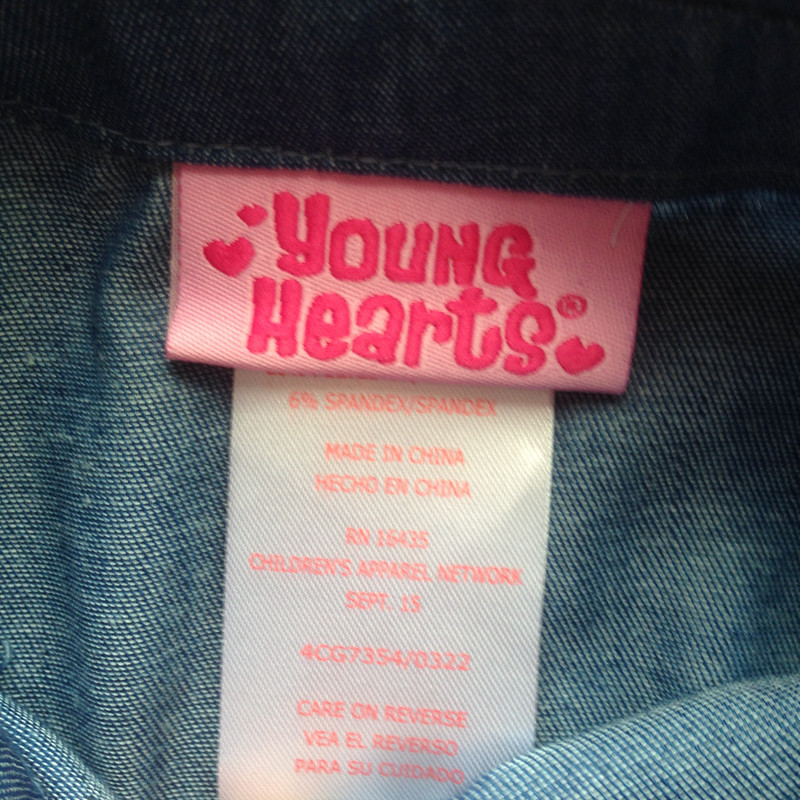 Young
Hearts®
6% SPANDEX/SPANDEX
MADE IN CHINA
HECHO EN CHINA
RN 16435
CHILDREN'S APPAREL NETWORK
SEPT. 15
4CG7354/0322
CARE ON REVERSE
VEA EL REVERSO
PARA SU CUIDADO